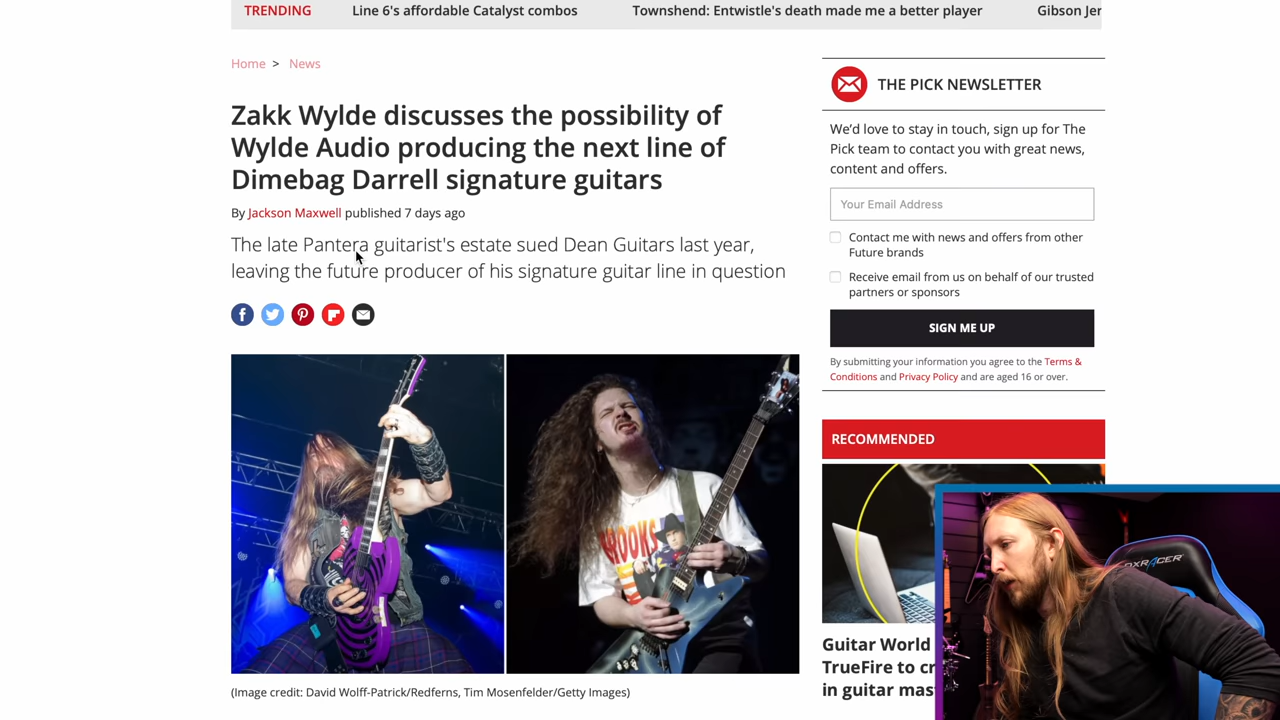 TRENDING Line 6's affordable Catalyst combos Townshend: Entwistle's death made me a better player Gibson Jer
Home > News
Zakk Wylde discusses the possibility of
Wylde Audio producing the next line of
Dimebag Darrell signature guitars
By Jackson Maxwell published 7 days ago
The late Pantera guitarist's estate sued Dean Guitars last year,
leaving the future producer of his signature guitar line in question
(Image credit: David Wolff-Patrick/Redferns, Tim Mosenfelder/Getty Images)
THE PICK NEWSLETTER
We'd love to stay in touch, sign up for The
Pick team to contact you with great news,
content and offers.
Your Email Address
Contact me with news and offers from other
Future brands
Receive email from us on behalf of our trusted
partners or sponsors
SIGN ME UP
By submitting your information you agree to the Terms &
Conditions and Privacy Policy and are aged 16 or over.
RECOMMENDED
Guitar World
TrueFire to cr
in guitar mas
DXRACER